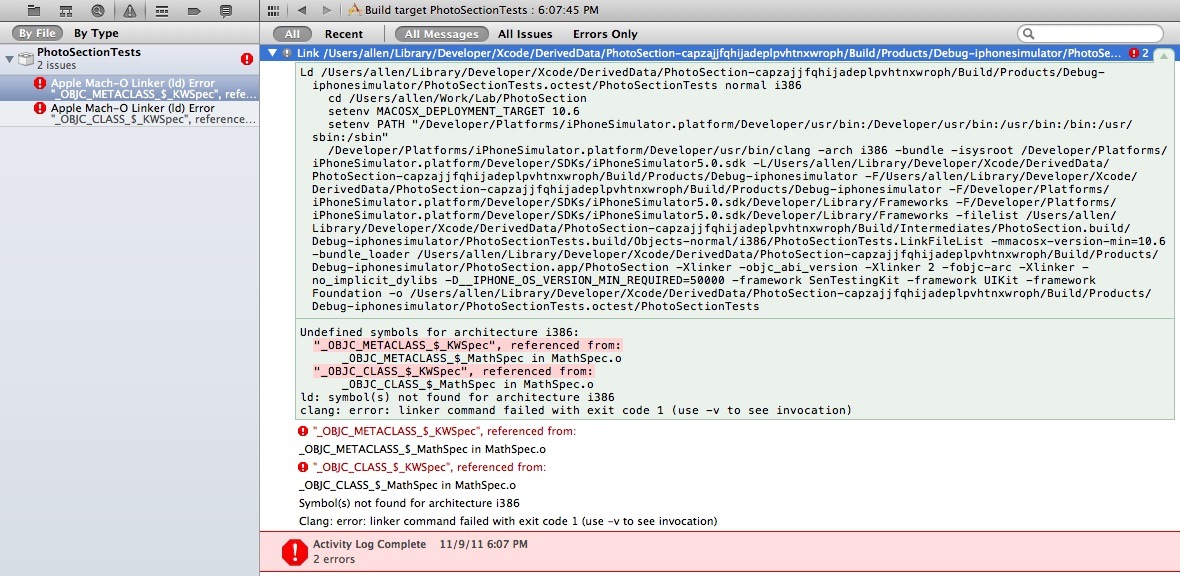 Build target PhotoSectionTests : 6:07:45 PM
By File By Type
All Recent All Messages All Issues Errors Only
PhotoSectionTests
2 issues
Apple Mach-O Linker (ld) Error
"_OBJC_METACLASS_$_KWSpec", refe...
Apple Mach-O Linker (ld) Error
"_OBJC_CLASS_$_KWSpec", reference...
Link /Users/allen/Library/Developer/Xcode/DerivedData/PhotoSection-capzajjfqhijadeplpvhtnxwroph/Build/Products/Debug-iphonesimulator/PhotoSe... 2
Ld /Users/allen/Library/Developer/Xcode/DerivedData/PhotoSection-capzajjfqhijadeplpvhtnxwroph/Build/Products/Debug-
iphonesimulator/PhotoSectionTests.octest/PhotoSectionTests normal i386
cd /Users/allen/Work/Lab/PhotoSection
setenv MACOSX_DEPLOYMENT_TARGET 10.6
setenv PATH "/Developer/Platforms/iPhoneSimulator.platform/Developer/usr/bin:/Developer/usr/bin:/usr/bin:/bin:/usr/
sbin:/sbin"
/Developer/Platforms/iPhoneSimulator.platform/Developer/usr/bin/clang -arch i386 -bundle -isysroot /Developer/Platforms/
iPhoneSimulator.platform/Developer/SDKs/iPhoneSimulator5.0.sdk -L/Users/allen/Library/Developer/Xcode/DerivedData/
PhotoSection-capzajjfqhijadeplpvhtnxwroph/Build/Products/Debug-iphonesimulator -F/Users/allen/Library/Developer/Xcode/
DerivedData/PhotoSection-capzajjfqhijadeplpvhtnxwroph/Build/Products/Debug-iphonesimulator -F/Developer/Platforms/
iPhoneSimulator.platform/Developer/SDKs/iPhoneSimulator5.0.sdk/Developer/Library/Frameworks -F/Developer/Platforms/
iPhoneSimulator.platform/Developer/SDKs/iPhoneSimulator5.0.sdk/Developer/Library/Frameworks -filelist /Users/allen/
Library/Developer/Xcode/DerivedData/PhotoSection-capzajjfqhijadeplpvhtnxwroph/Build/Intermediates/PhotoSection.build/
Debug-iphonesimulator/PhotoSectionTests.build/Objects-normal/i386/PhotoSectionTests.LinkFileList -mmacosx-version-min=10.6
-bundle_loader /Users/allen/Library/Developer/Xcode/DerivedData/PhotoSection-capzajjfqhijadeplpvhtnxwroph/Build/Products/
Debug-iphonesimulator/PhotoSection.app/PhotoSection -Xlinker -objc_abi_version -Xlinker 2 -fobjc-arc -Xlinker -
no_implicit_dylibs -D__IPHONE_OS_VERSION_MIN_REQUIRED=50000 -framework SenTestingKit -framework UIKit -framework
Foundation -o /Users/allen/Library/Developer/Xcode/DerivedData/PhotoSection-capzajjfqhijadeplpvhtnxwroph/Build/Products/
Debug-iphonesimulator/PhotoSectionTests.octest/PhotoSectionTests
Undefined symbols for architecture i386:
"_OBJC_METACLASS_$_KWSpec", referenced from:
_OBJC_METACLASS_$_MathSpec in MathSpec.o
"_OBJC_CLASS_$_KWSpec", referenced from:
_OBJC_CLASS_$_MathSpec in MathSpec.o
ld: symbol(s) not found for architecture i386
clang: error: linker command failed with exit code 1 (use -v to see invocation)
"_OBJC_METACLASS_$_KWSpec", referenced from:
_OBJC_METACLASS_$_MathSpec in MathSpec.o
"_OBJC_CLASS_$_KWSpec", referenced from:
_OBJC_CLASS_$_MathSpec in MathSpec.o
Symbol(s) not found for architecture i386
Clang: error: linker command failed with exit code 1 (use -v to see invocation)
Activity Log Complete 11/9/11 6:07 PM
2 errors